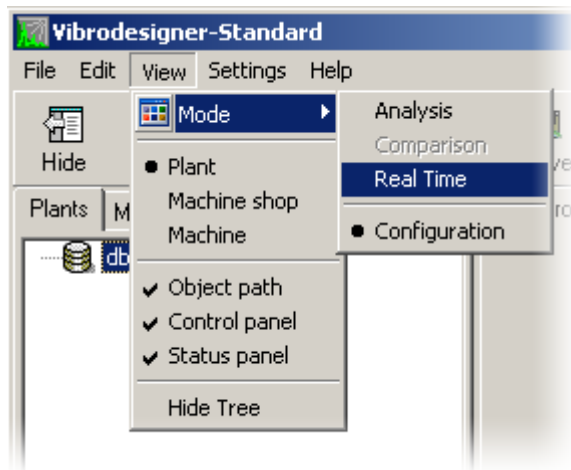 Vibrodesigner-Standard
File Edit View Settings Help
Hide
Plants M
db
Mode
Plant
Machine shop
Machine
Object path
Control panel
Status panel
Hide Tree
Analysis
Comparison
Real Time
Configuration